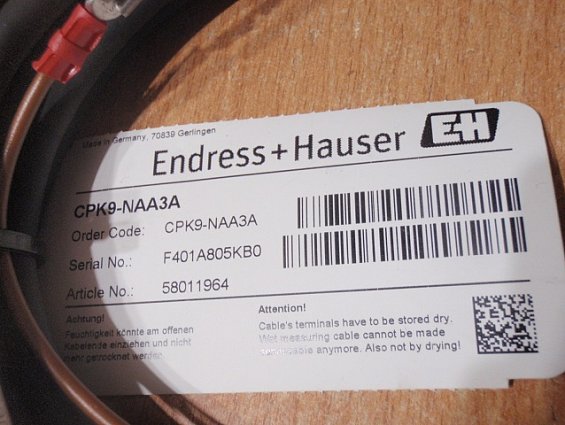 Made in Germany, 70839 Gerlingen
Endress+Hauser
EH
CPK9-NAA3A
Order Code: CPK9-NAA3A
Serial No.: F401A805KB0
Article No.: 58011964
Achtung!
Feuchtigkeit könnte am offenen
Kabelende einziehen und nicht
mehr getrocknet werden
Attention!
Cable's terminals have to be stored dry.
Wet measuring cable cannot be made
serviceable anymore. Also not by drying!